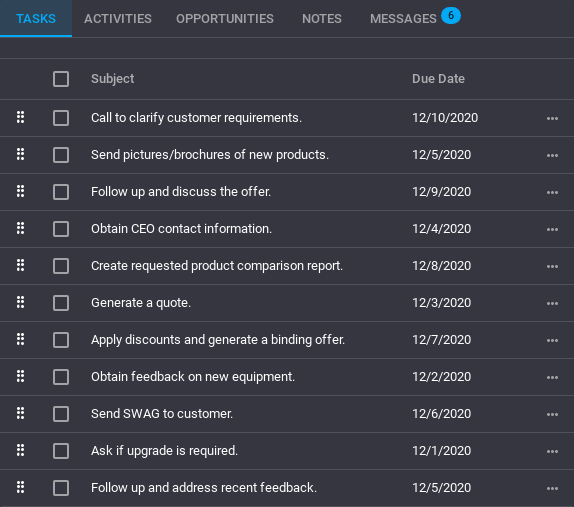 TASKS ACTIVITIES OPPORTUNITIES NOTES MESSAGES 6
Subject Due Date
Call to clarify customer requirements. 12/10/2020
Send pictures/brochures of new products. 12/5/2020
Follow up and discuss the offer. 12/9/2020
Obtain CEO contact information. 12/4/2020
Create requested product comparison report. 12/8/2020
Generate a quote. 12/3/2020
Apply discounts and generate a binding offer. 12/7/2020
Obtain feedback on new equipment. 12/2/2020
Send SWAG to customer. 12/6/2020
Ask if upgrade is required. 12/1/2020
Follow up and address recent feedback. 12/5/2020